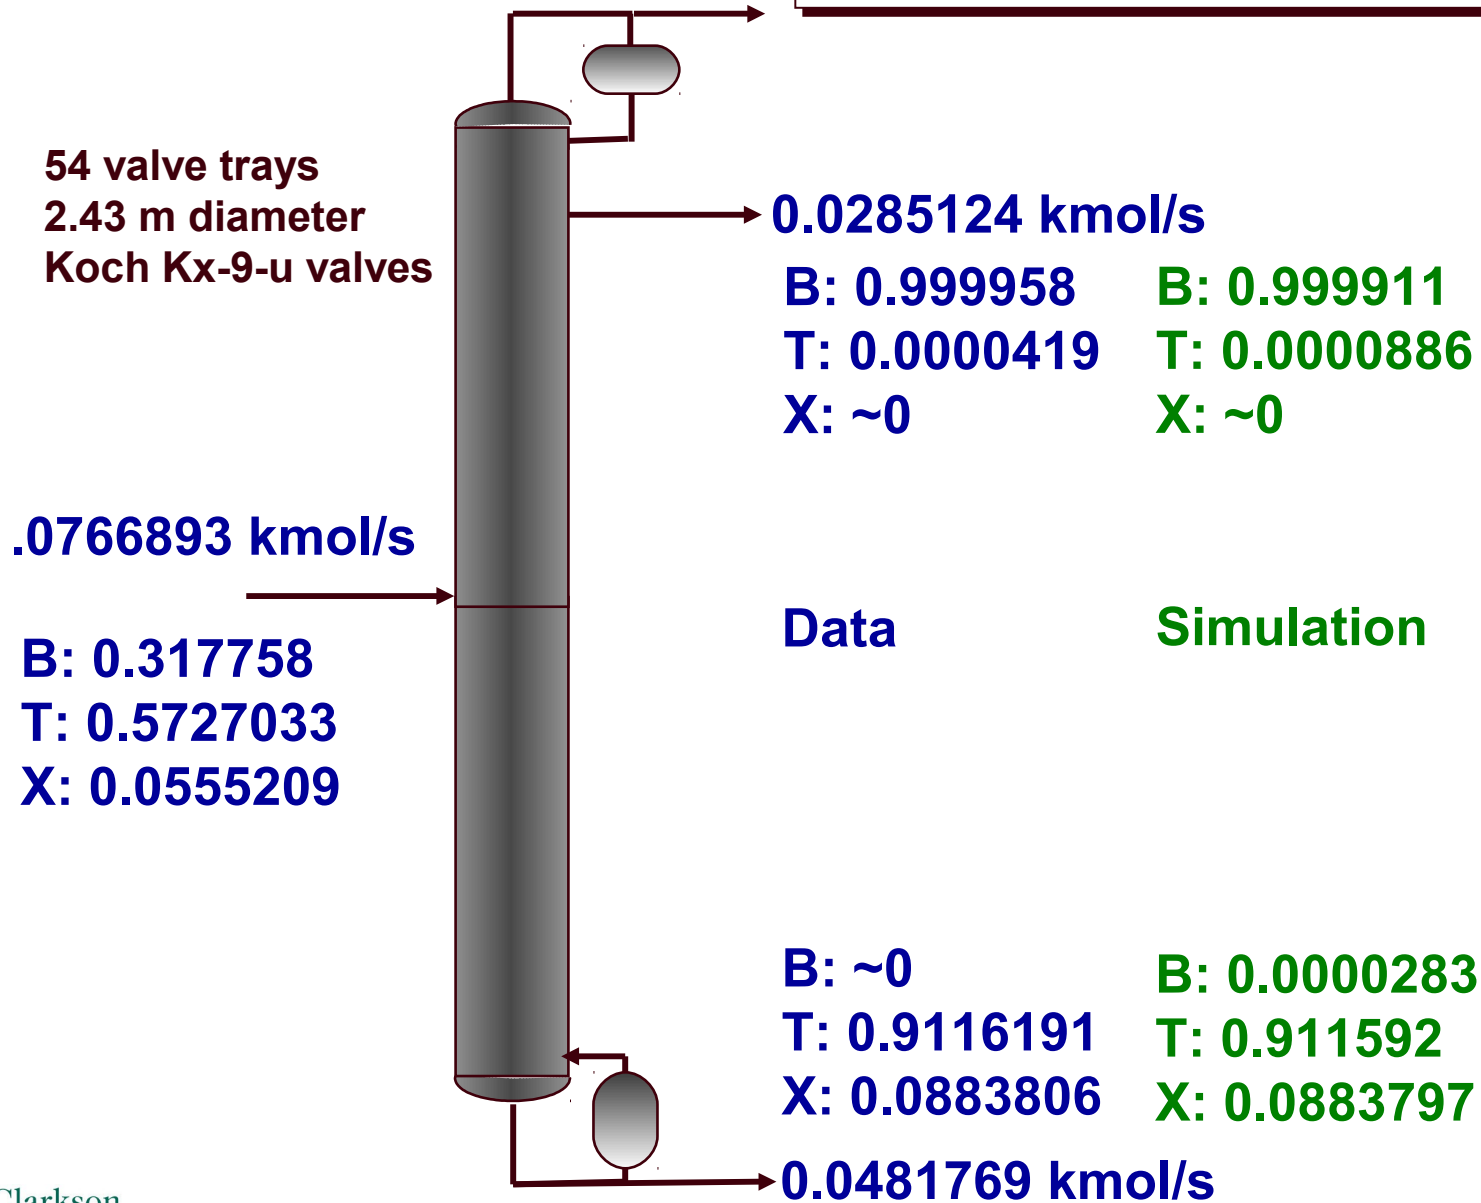 54 valve trays
2.43 m diameter
Koch Kx-9-u valves
0.0285124 kmol/s
B: 0.999958
T: 0.0000419
X: ~0
B: 0.999911
T: 0.0000886
X: ~0
.0766893 kmol/s
B: 0.317758
T: 0.5727033
X: 0.0555209
Data
Simulation
B: ~0
T: 0.9116191
X: 0.0883806
B: 0.0000283
T: 0.911592
X: 0.0883797
0.0481769 kmol/s
Clarkson